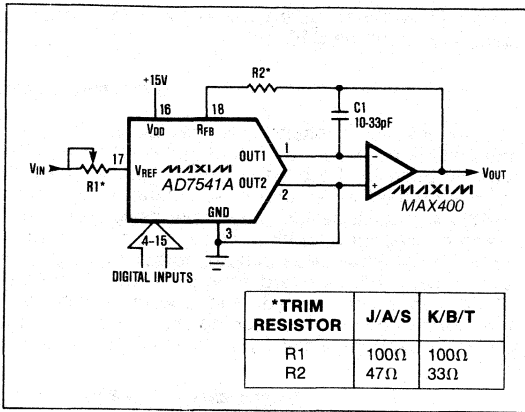 +15V
R2*
16
18
C1
10-33pF
VDD
RFB
1
OUT1
−
VIN
17
VREF
MAXIM
AD7541A
VOUT
R1*
OUT2
2
+
MAXIM
MAX400
GND
4–15
3
DIGITAL INPUTS
*TRIM RESISTOR J/A/S K/B/T
R1 100Ω 100Ω
R2 47Ω 33Ω